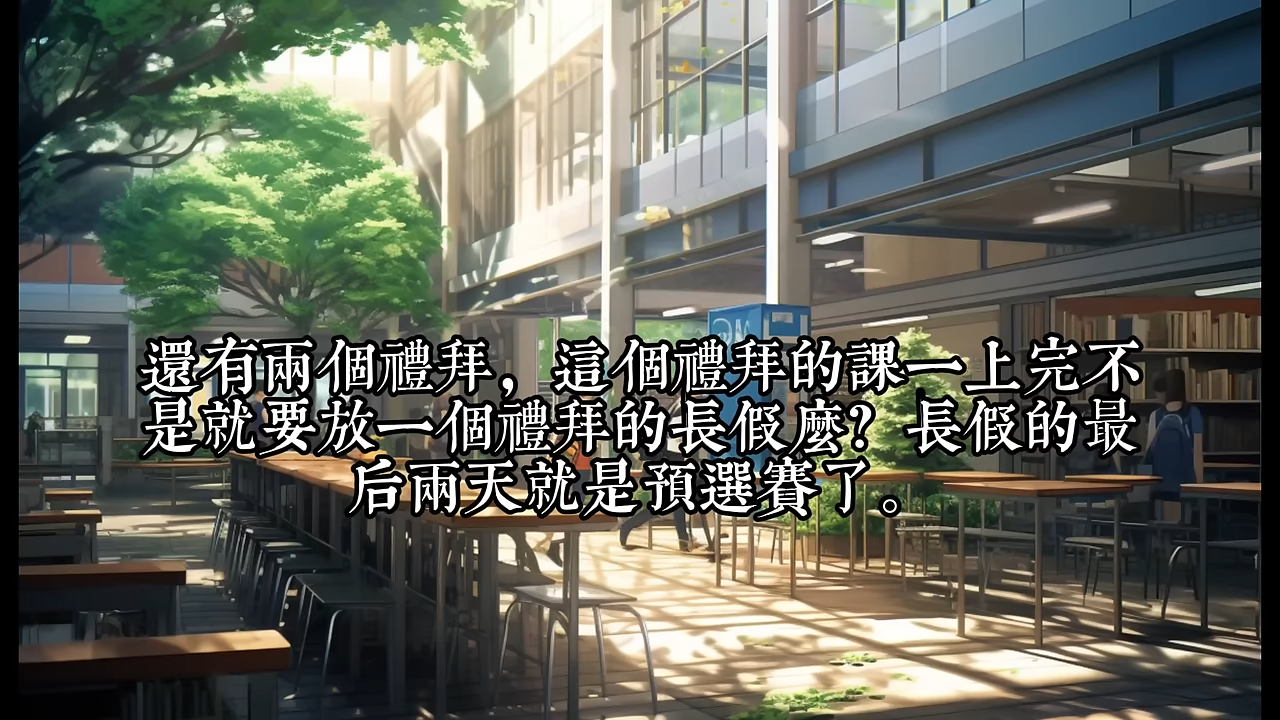 還有兩個禮拜，這個禮拜的課一上完不
是就要放一個禮拜的長假麼？長假的最
后兩天就是預選賽了。